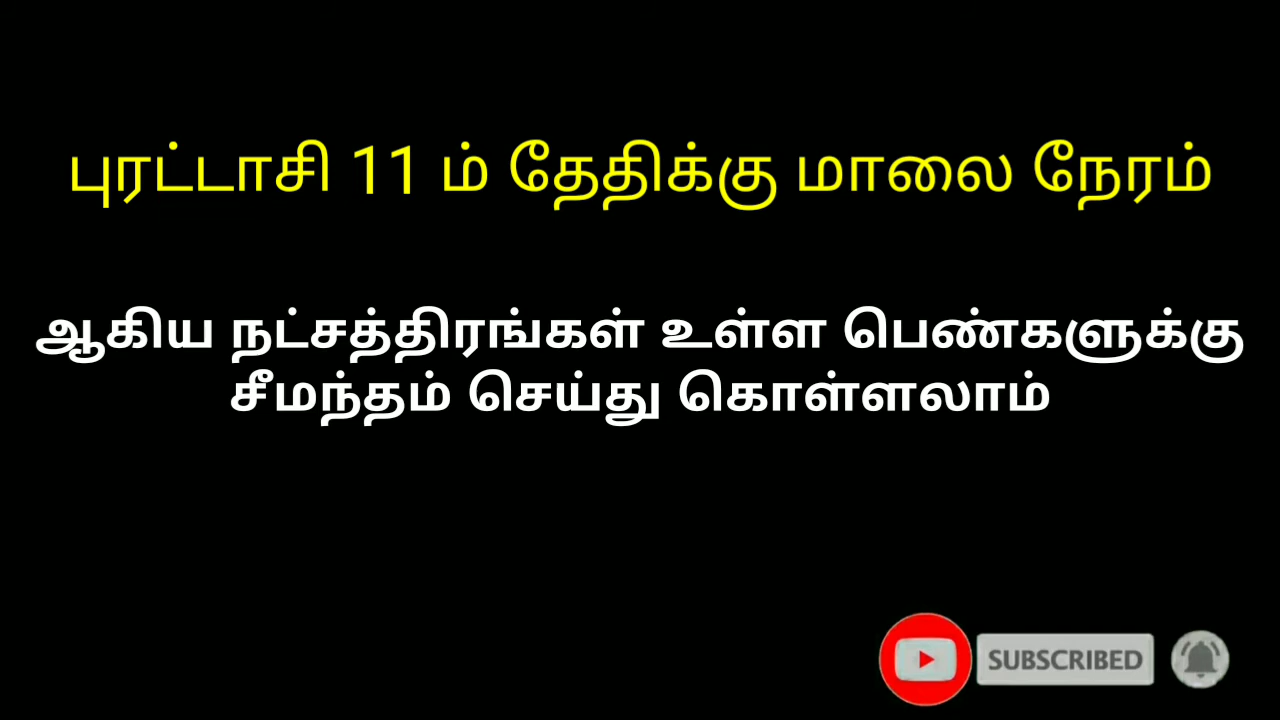 புரட்டாசி 11 ம் தேதிக்கு மாலை நேரம்
ஆகிய நட்சத்திரங்கள் உள்ள பெண்களுக்கு
சீமந்தம் செய்து கொள்ளலாம்
SUBSCRIBED